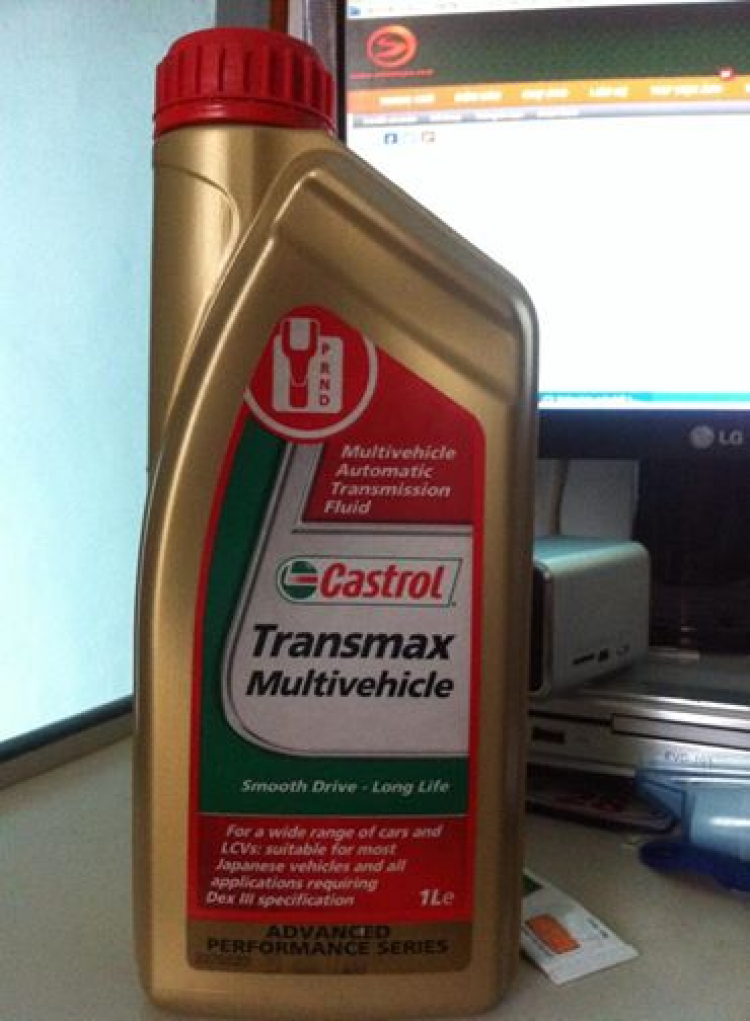 P
R
N
D
Multivehicle
Automatic
Transmission
Fluid
Castrol
Transmax
Multivehicle
Smooth Drive - Long Life
For a wide range of cars and
LCVs: suitable for most
Japanese vehicles and all
applications requiring
Dex III specification
1Le
ADVANCED
PERFORMANCE SERIES
LG